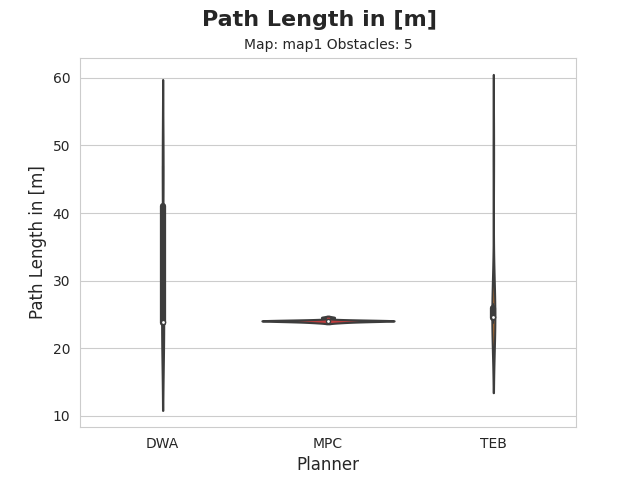 Path Length in [m]
Map: map1 Obstacles: 5
Path Length in [m]
60
50
40
30
20
10
DWA
MPC
TEB
Planner